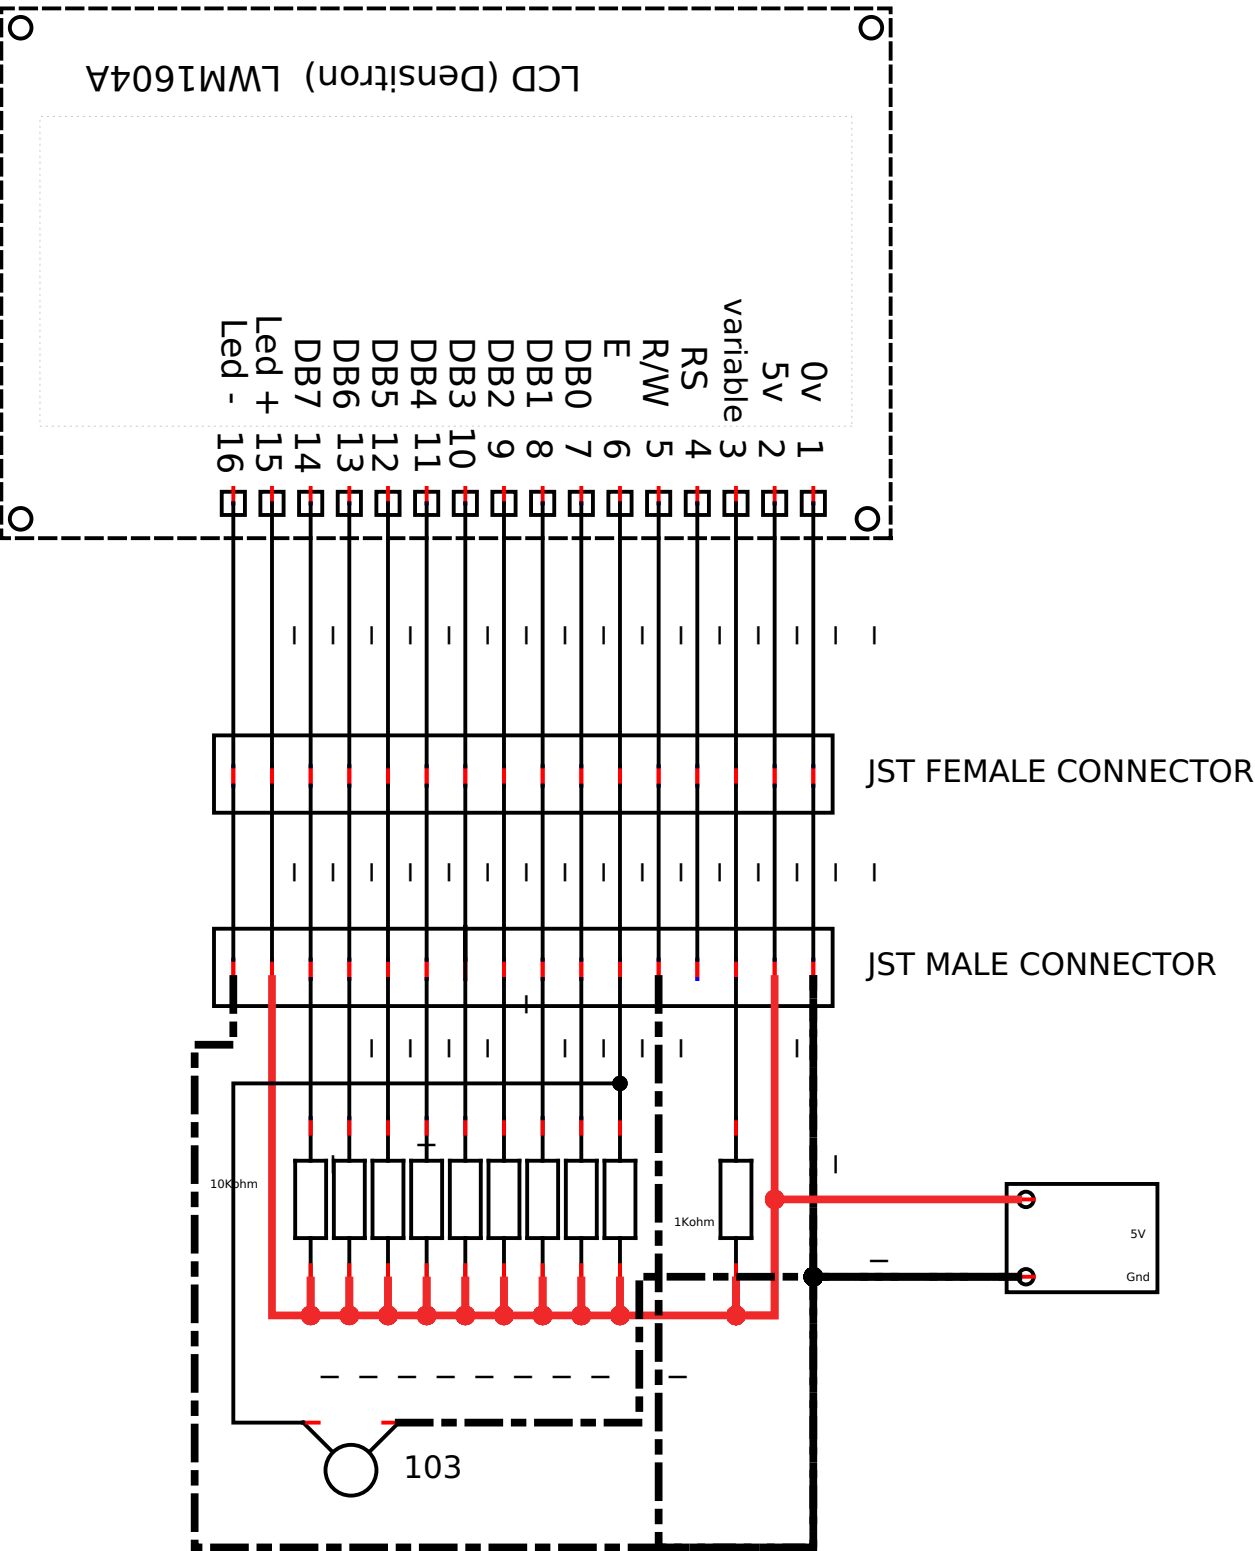 LCD (Densitron) LWM1604A
Led - 16
Led + 15
DB7 14
DB6 13
DB5 12
DB4 11
DB3 10
DB2 9
DB1 8
DB0 7
E 6
R/W 5
RS 4
variable 3
5v 2
0v 1
JST FEMALE CONNECTOR
JST MALE CONNECTOR
10Kohm
1Kohm
5V
Gnd
103